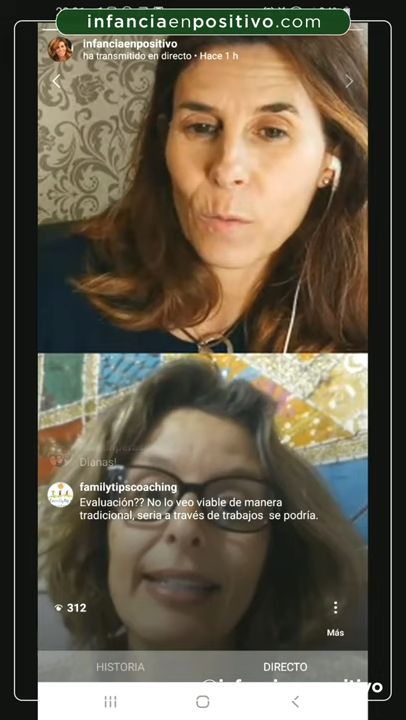 infanciaenpositivo.com
infanciaenpositivo
ha transmitido en directo • Hace 1 h
Dianas!
familytipscoaching
Evaluación?? No lo veo viable de manera
tradicional, seria a través de trabajos se podría.
312
Más
HISTORIA
DIRECTO